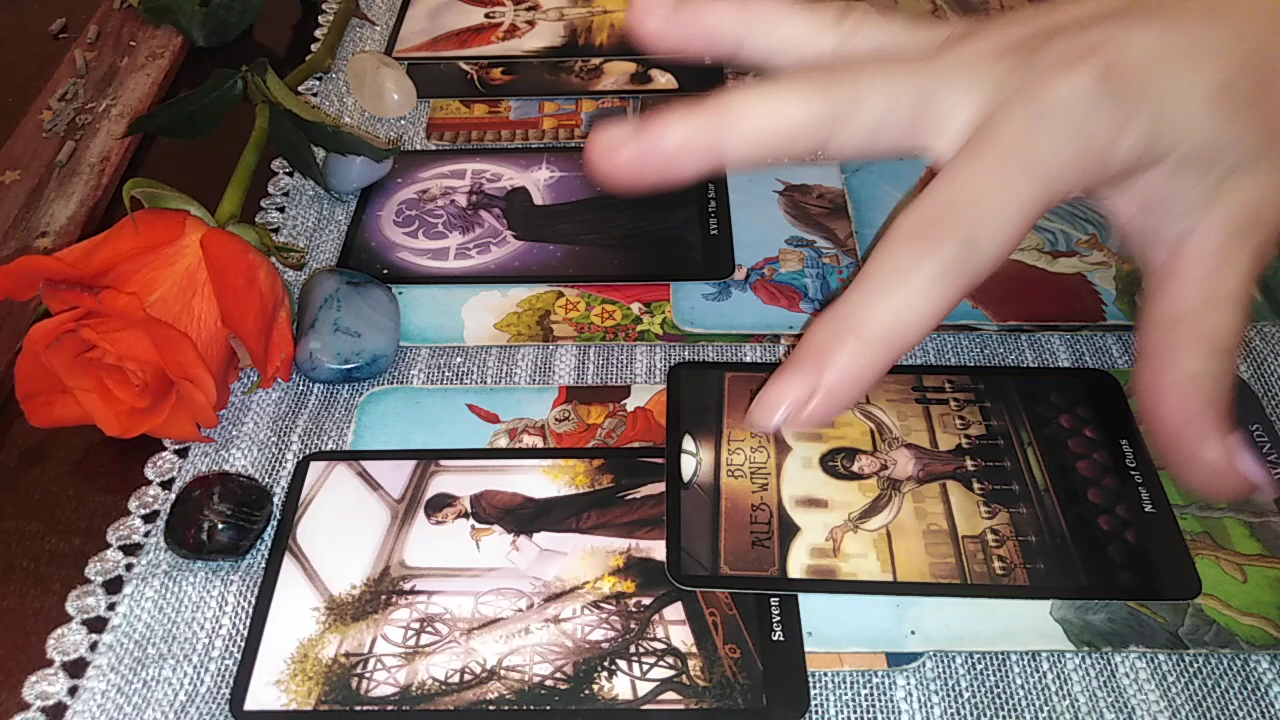 XVII • The Star
BEST
ALES-WINES-S
Nine of Cups
Seven
WANDS